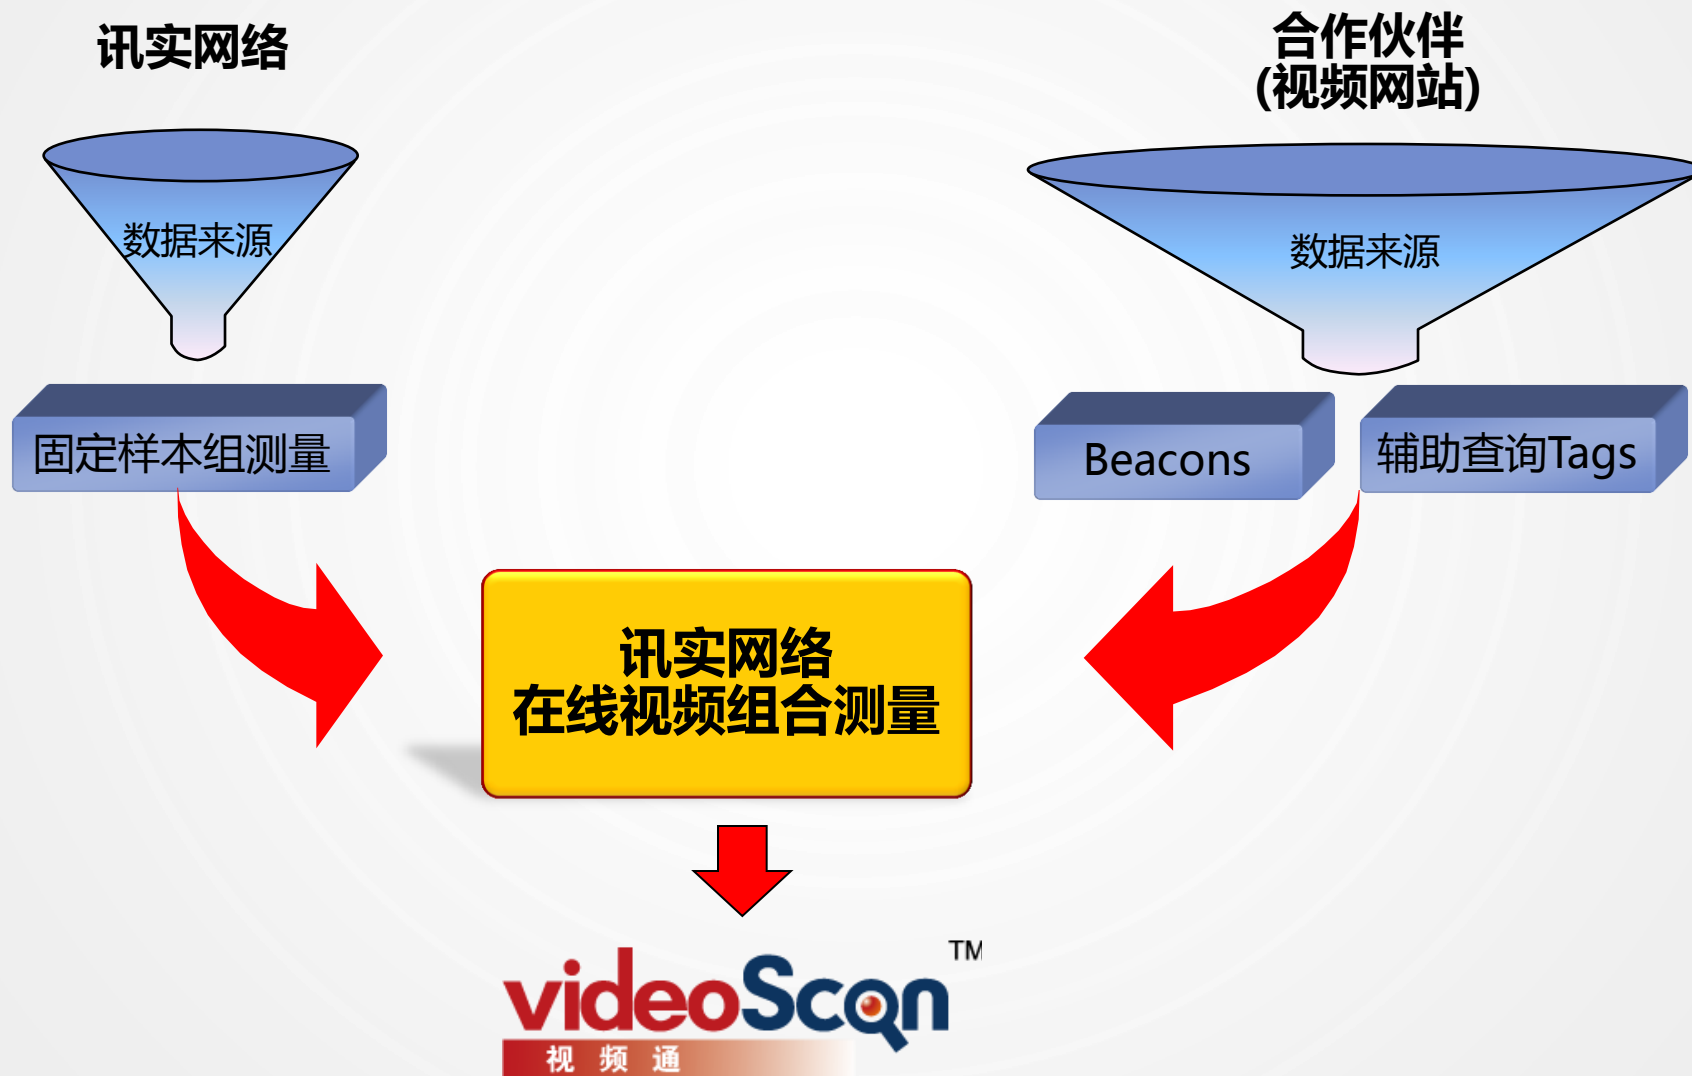 讯实网络
合作伙伴
(视频网站)
数据来源
数据来源
固定样本组测量
Beacons
辅助查询Tags
讯实网络
在线视频组合测量
videoScan™
视频通